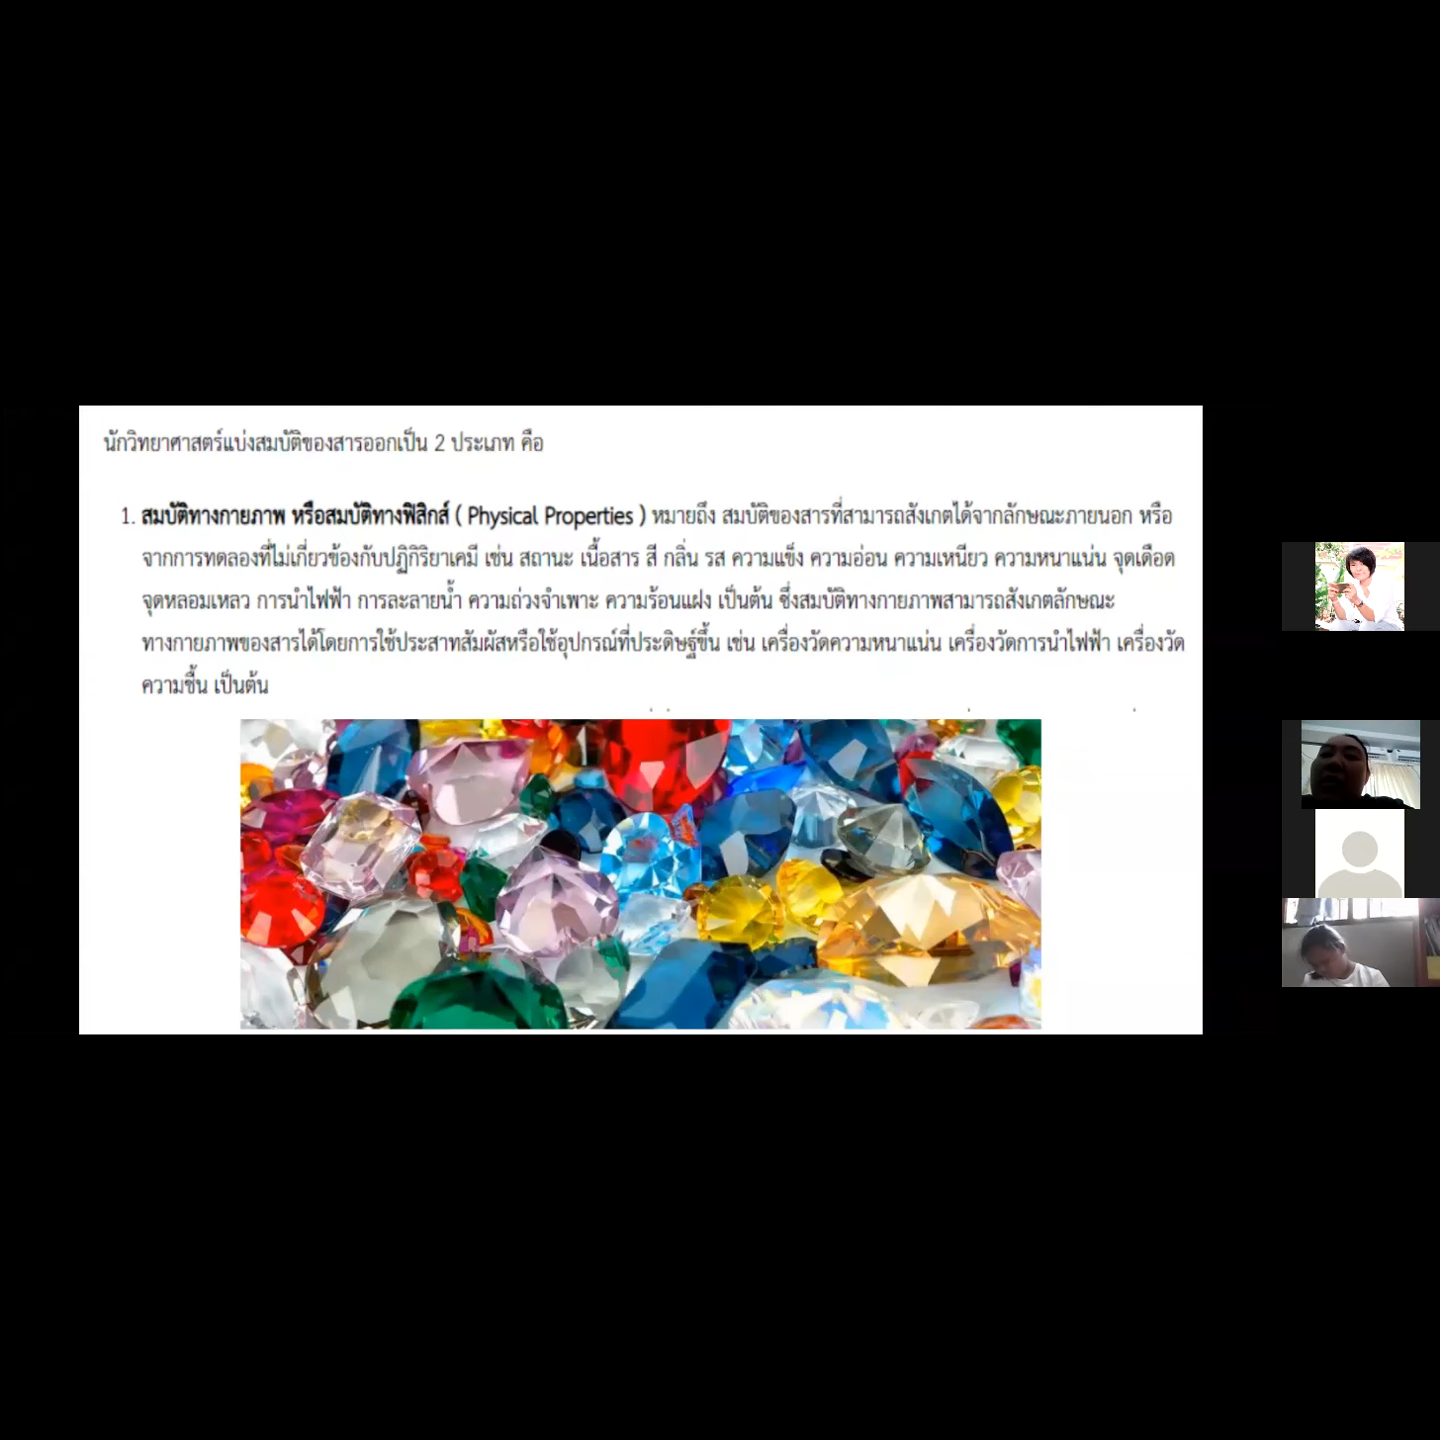 นักวิทยาศาสตร์แบ่งสมบัติของสารออกเป็น 2 ประเภท คือ
1. สมบัติทางกายภาพ หรือสมบัติทางฟิสิกส์ ( Physical Properties ) หมายถึง สมบัติของสารที่สามารถสังเกตได้จากลักษณะภายนอก หรือ
จากการทดลองที่ไม่เกี่ยวข้องกับปฏิกิริยาเคมี เช่น สถานะ เนื้อสาร สี กลิ่น รส ความแข็ง ความอ่อน ความเหนียว ความหนาแน่น จุดเดือด
จุดหลอมเหลว การนำไฟฟ้า การละลายน้ำ ความถ่วงจำเพาะ ความร้อนแฝง เป็นต้น ซึ่งสมบัติทางกายภาพสามารถสังเกตลักษณะ
ทางกายภาพของสารได้โดยการใช้ประสาทสัมผัสหรือใช้อุปกรณ์ที่ประดิษฐ์ขึ้น เช่น เครื่องวัดความหนาแน่น เครื่องวัดการนำไฟฟ้า เครื่องวัด
ความชื้น เป็นต้น